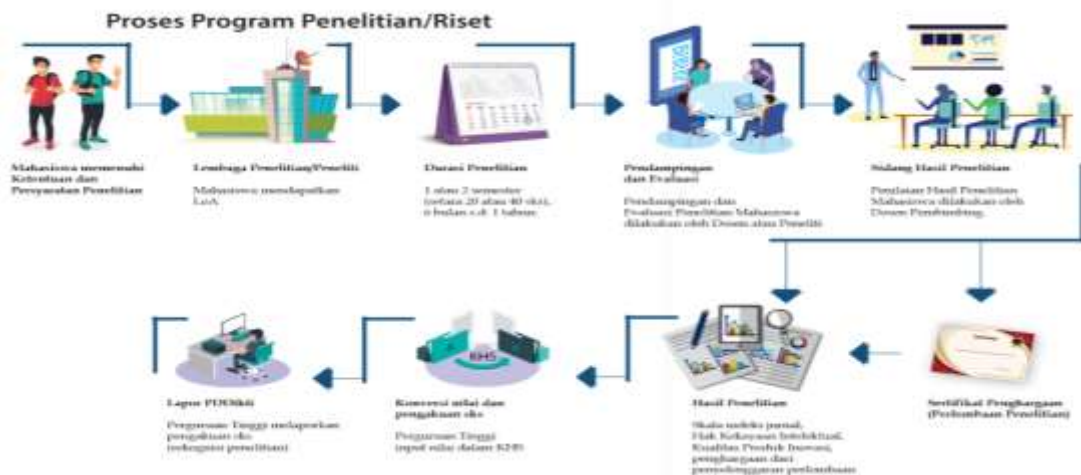 Proses Program Penelitian/Riset
Mahasiswa memenuhi
Ketentuan dan
Persyaratan Penelitian
Lembaga Penelitian/Peneliti
Mahasiswa mendapatkan
LoA
Durasi Penelitian
1 atau 2 semester
(setara 20 atau 40 sks),
6 bulan s.d. 1 tahun.
Pendampingan
dan Evaluasi
Pendampingan dan
Evaluasi Penelitian Mahasiswa
dilakukan oleh Dosen atau Peneliti
Sidang Hasil Penelitian
Penilaian Hasil Penelitian
Mahasiswa dilakukan oleh
Dosen Pembimbing.
Lapor PDDikti
Perguruan Tinggi melaporkan
pengakuan sks
(rekognisi penelitian)
KHS
Konversi nilai dan
pengakuan sks
Perguruan Tinggi
(input nilai dalam KHS
Hasil Penelitian
Skala indeks jurnal,
Hak Kekayaan Intelektual,
Kualitas Produk Inovasi,
penghargaan dari
penyelenggaran perlombaan
Sertifikat Penghargaan
(Perlombaan Penelitian)